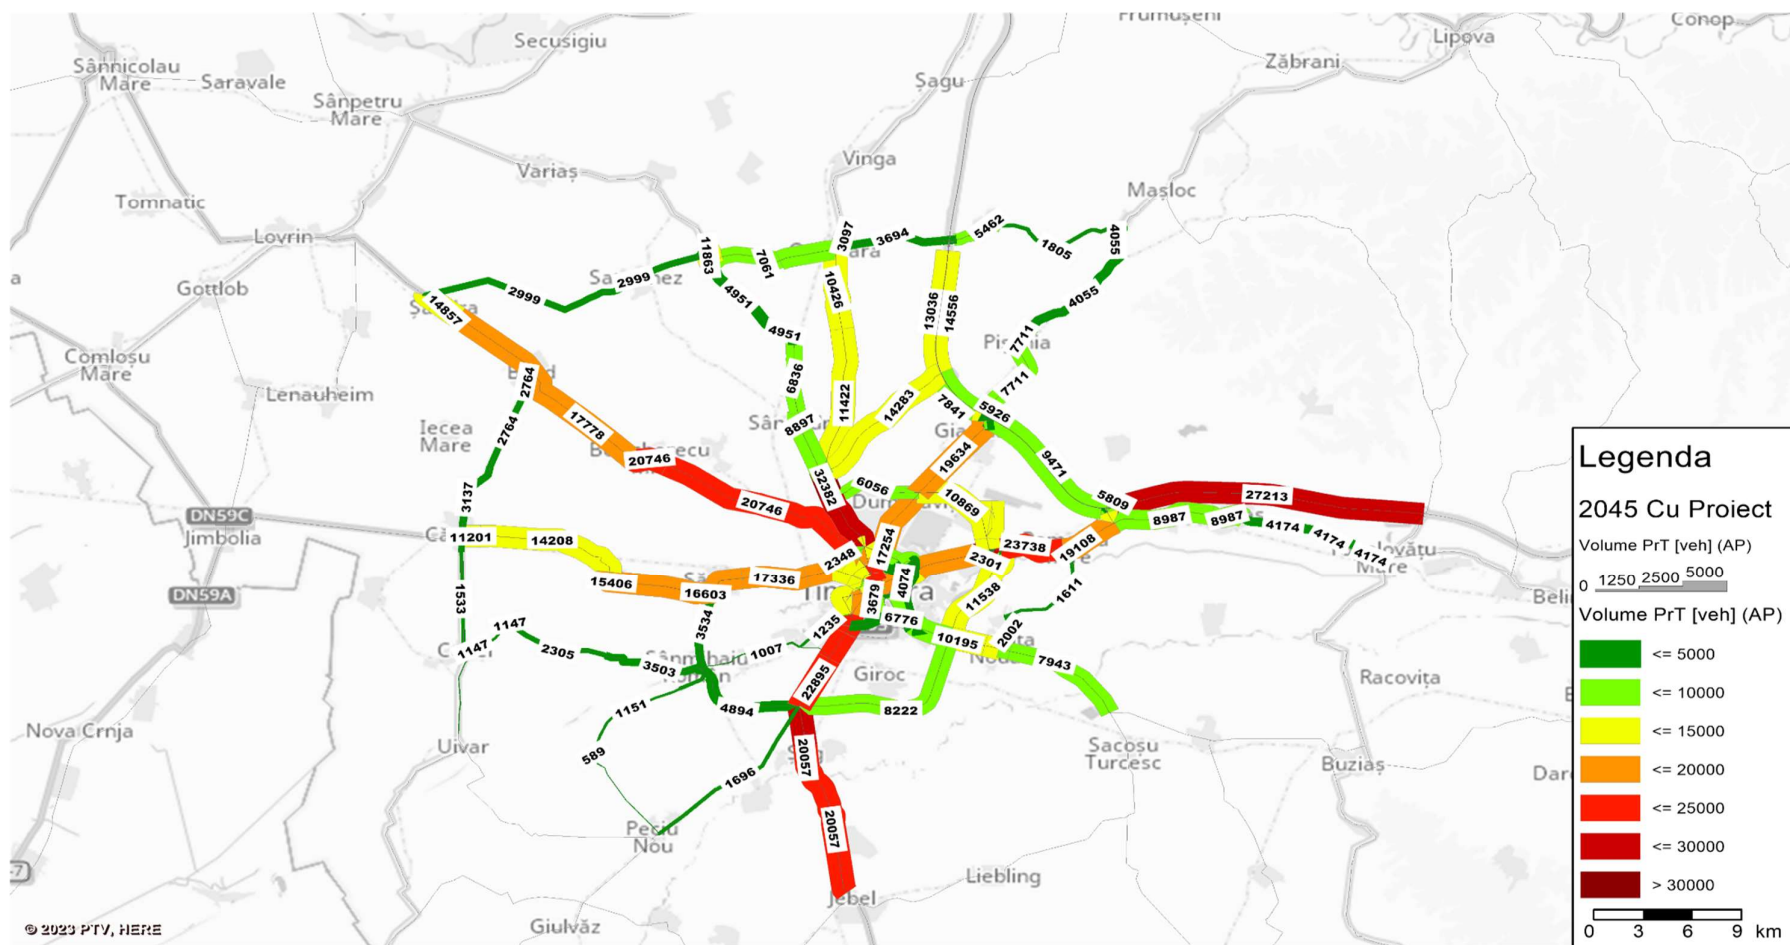 Frumușeni
Conop
Secusigiu
Lipova
Sânnicolau
Mare
Saravale
Zăbrani
Șagu
Sânpetru
Mare
Vinga
Variaș
Mașloc
Tomnatic
Lovrin
3097
3694
5462
1805
4055
11863
7061
2999
2999
4951
10426
4055
Gottlob
14857
13036
14556
4951
7711
Comloșu
Mare
2764
6836
7711
Lenauheim
11422
14283
7841
5926
17778
8897
Iecea
Mare
2764
20746
19634
9471
Legenda
2045 Cu Proiect
Volume PrT [veh] (AP)
0 1250 2500 5000
Volume PrT [veh] (AP)
<= 5000
<= 10000
<= 15000
<= 20000
<= 25000
<= 30000
> 30000
0 3 6 9 km
32382
6056
10869
5809
27213
3137
20746
8987
8987
4174
4174
4174
DN59C
Jimbolia
11201
14208
17254
23738
19108
2348
2301
Mare
15406
17336
16603
4074
3679
11538
1611
DN59A
1533
3534
1235
6776
10195
2002
7943
1147
1147
2305
3503
1007
Giroc
22895
Racovița
4894
8222
1151
Nova Crnja
Uivar
589
20057
1696
Sacoșu
Turcesc
Buziaș
20057
Peciu
Nou
Liebling
Jebel
Giulvăz
© 2023 PTV, HERE